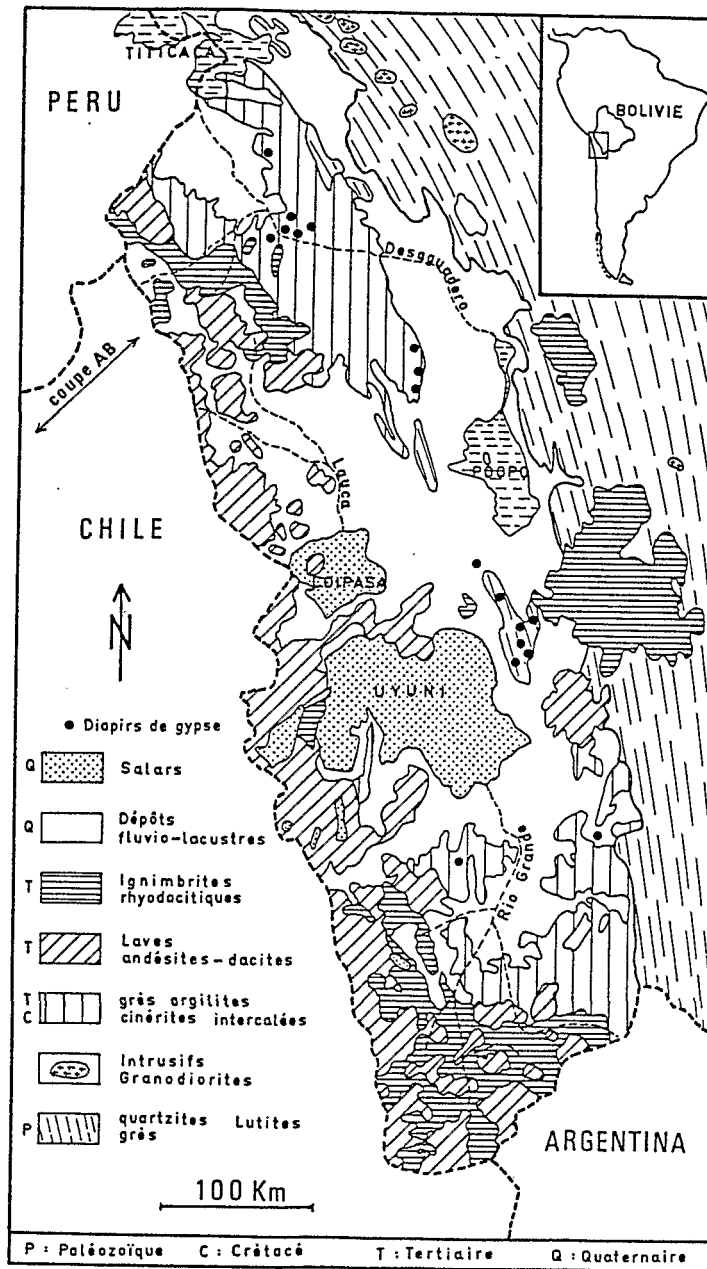 TITICACA
PERU
BOLIVIE
Desaguadero
coupe AB
Lauca
POOPO
CHILE
COIPASA
N
UYUNI
Diapirs de gypse
Q Salars
Rio Grande
Q Dépôts
fluvio-lacustres
T Ignimbrites
rhyodacitiques
T Laves
andésites-dacites
T grès argilites
C cinérites intercalées
Intrusifs
Granodiorites
P quartzites Lutites
grès
ARGENTINA
100 Km
P : Paléozoïque C : Crétacé T : Tertiaire Q : Quaternaire